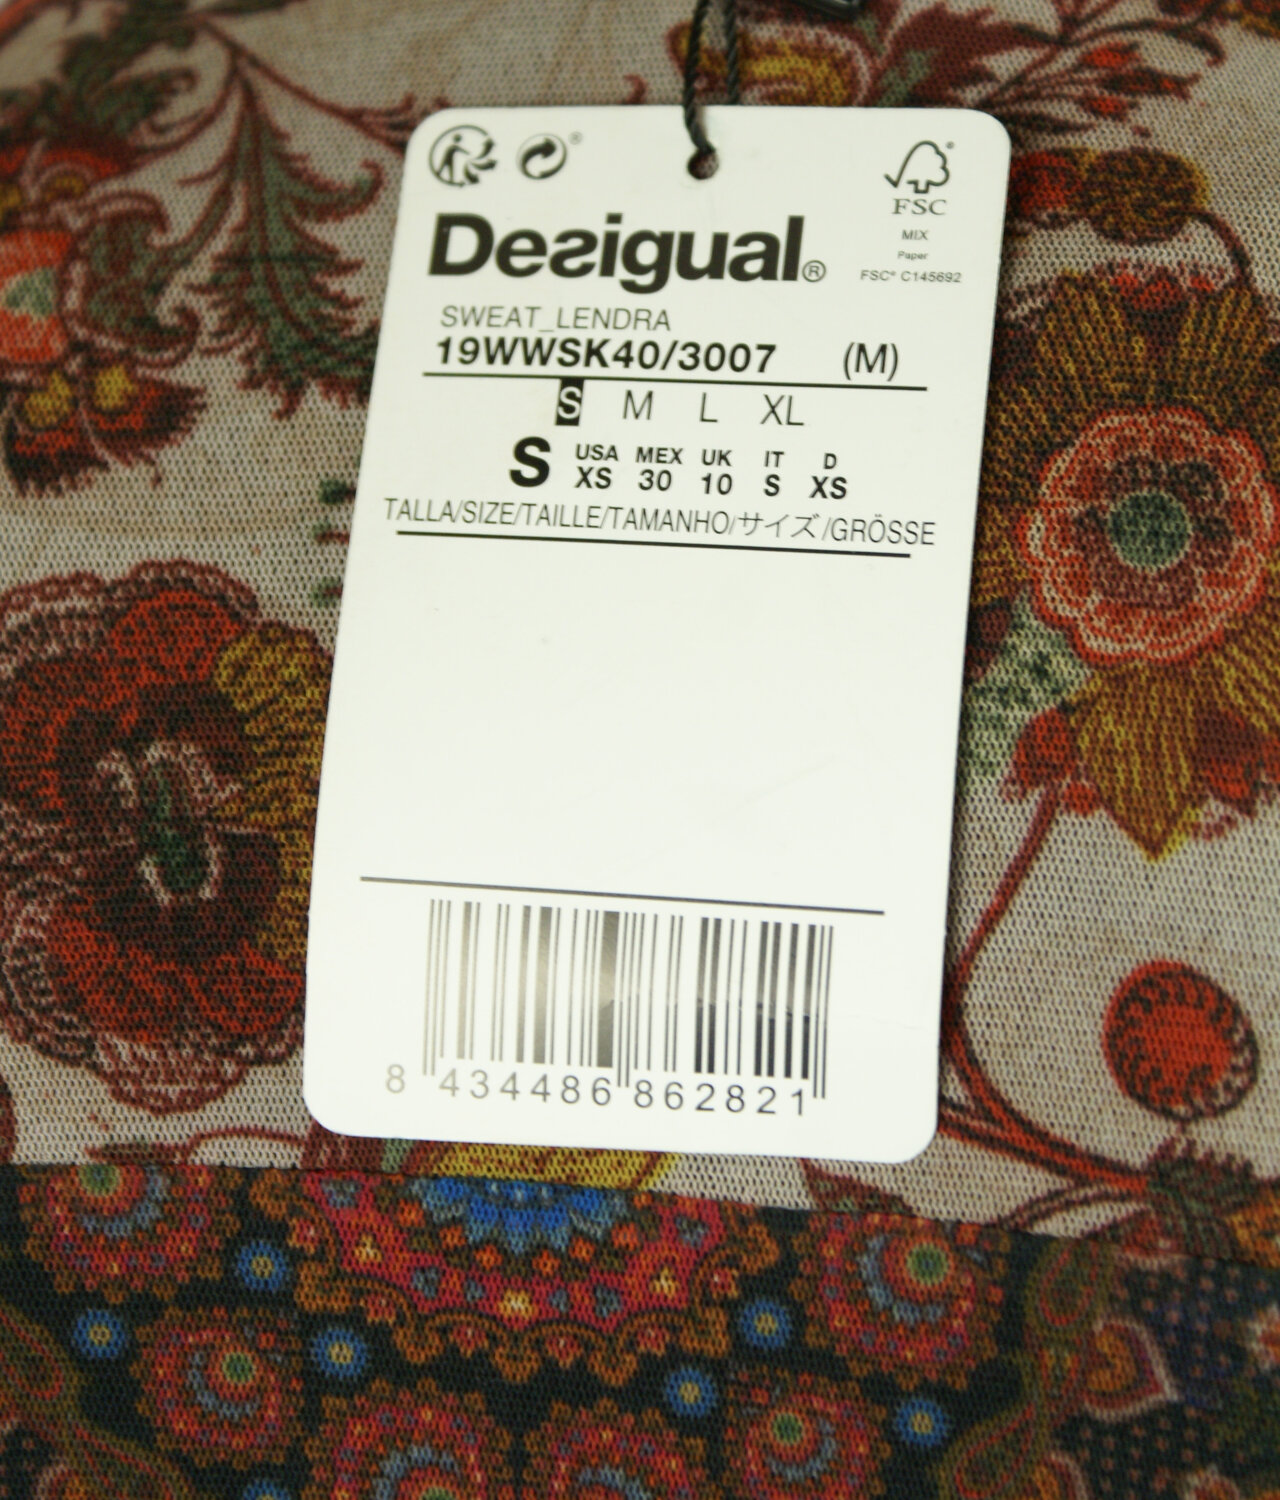 Desigual®
FSC
MIX
Paper
FSC® C145692
SWEAT_LENDRA
19WWSK40/3007 (M)
S M L XL
S USA XS MEX 30 UK 10 IT S D XS
TALLA/SIZE/TAILLE/TAMANHO/サイズ/GRÖSSE
8 434486 862821